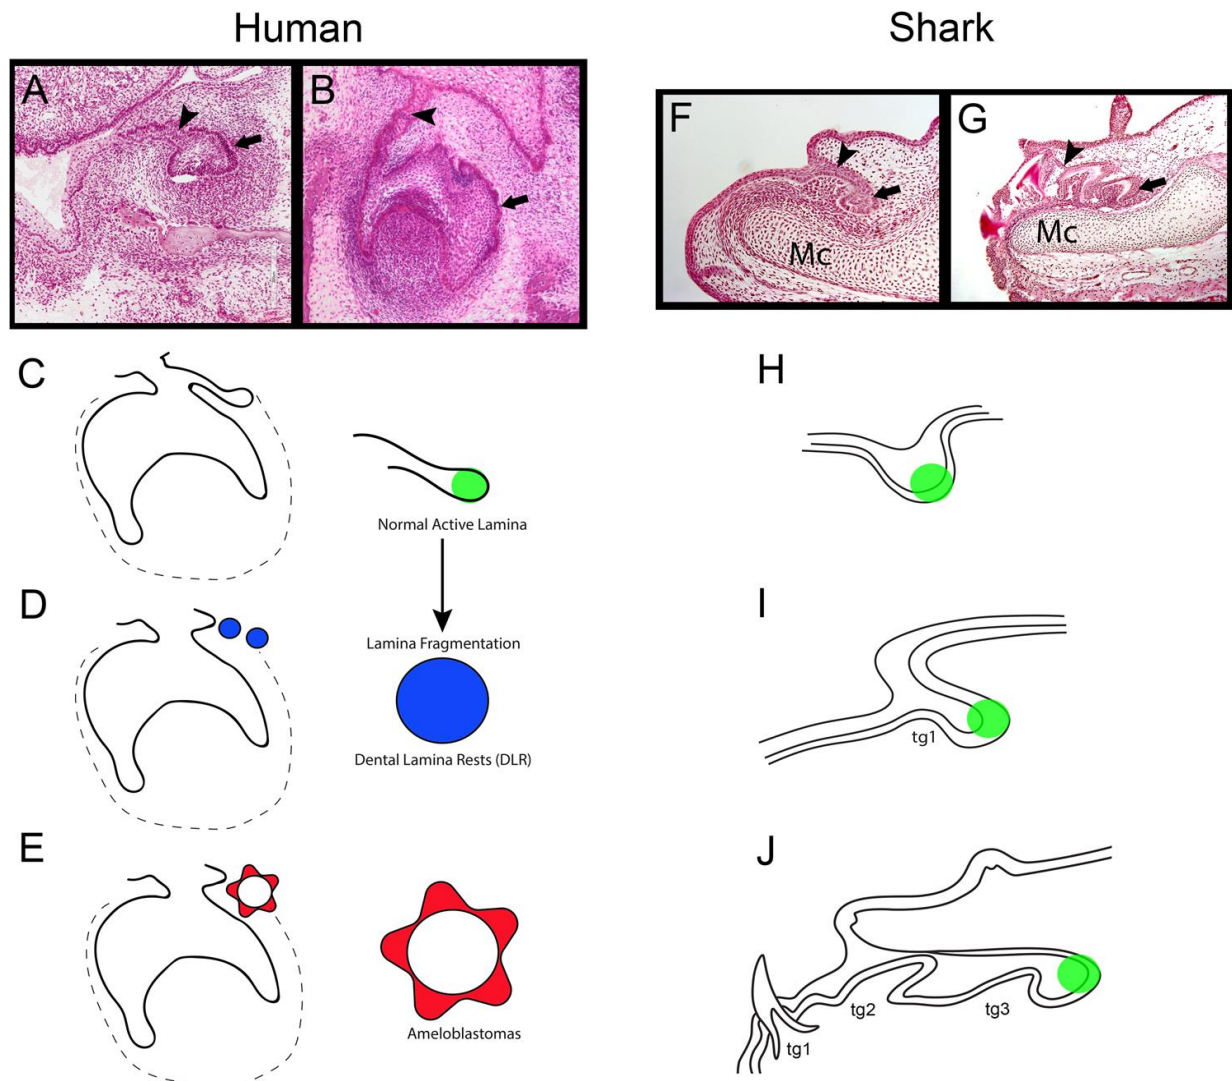 Human
Shark
A
B
F
Mc
G
Mc
C
Normal Active Lamina
D
Lamina Fragmentation
Dental Lamina Rests (DLR)
E
Ameloblastomas
H
I
tg1
J
tg2
tg3
tg1